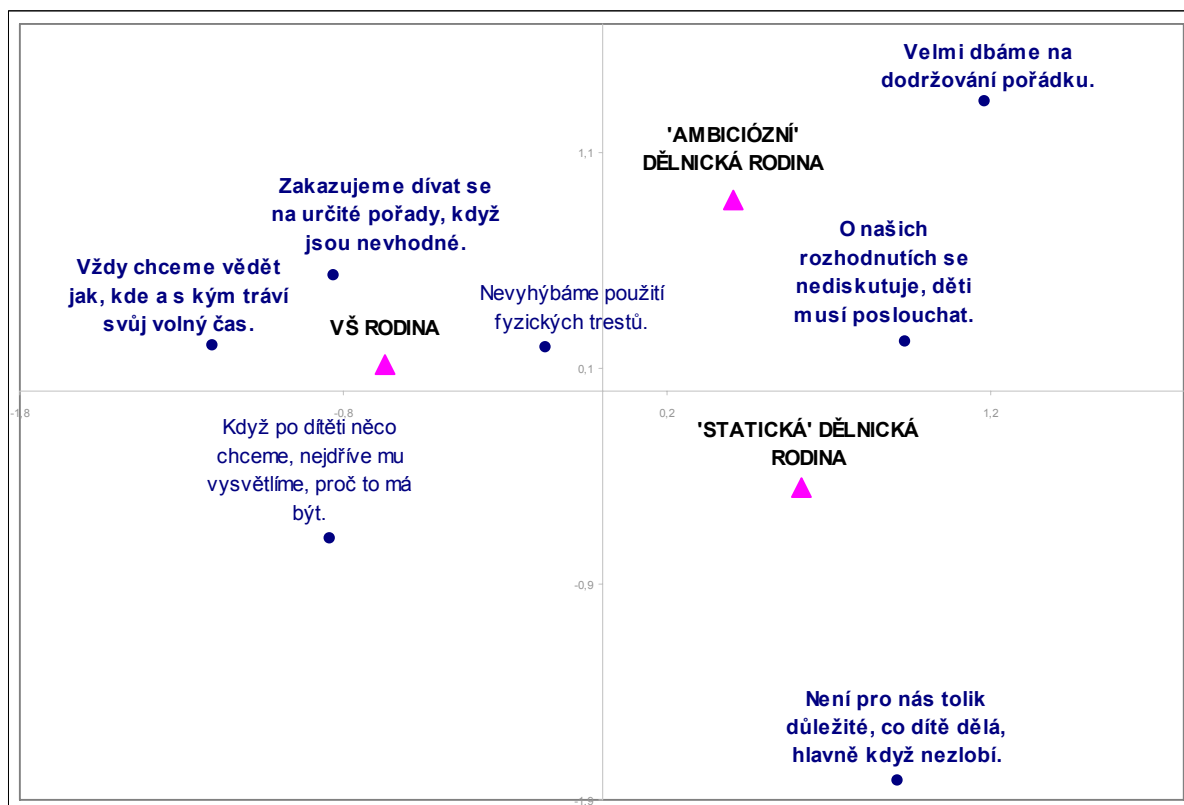 Velmi dbáme na
dodržování pořádku.
'AMBICIÓZNÍ'
DĚLNICKÁ RODINA
1,1
Zakazujeme dívat se
na určité pořady, když
jsou nevhodné.
O našich
rozhodnutích se
nediskutuje, děti
musí poslouchat.
Vždy chceme vědět
jak, kde a s kým tráví
svůj volný čas.
Nevyhýbáme použití
fyzických trestů.
VŠ RODINA
0,1
-1,8
-0,8
0,2
1,2
Když po dítěti něco
chceme, nejdříve mu
vysvětlíme, proč to má
být.
'STATICKÁ' DĚLNICKÁ
RODINA
-0,9
Není pro nás tolik
důležité, co dítě dělá,
hlavně když nezlobí.
-1,9